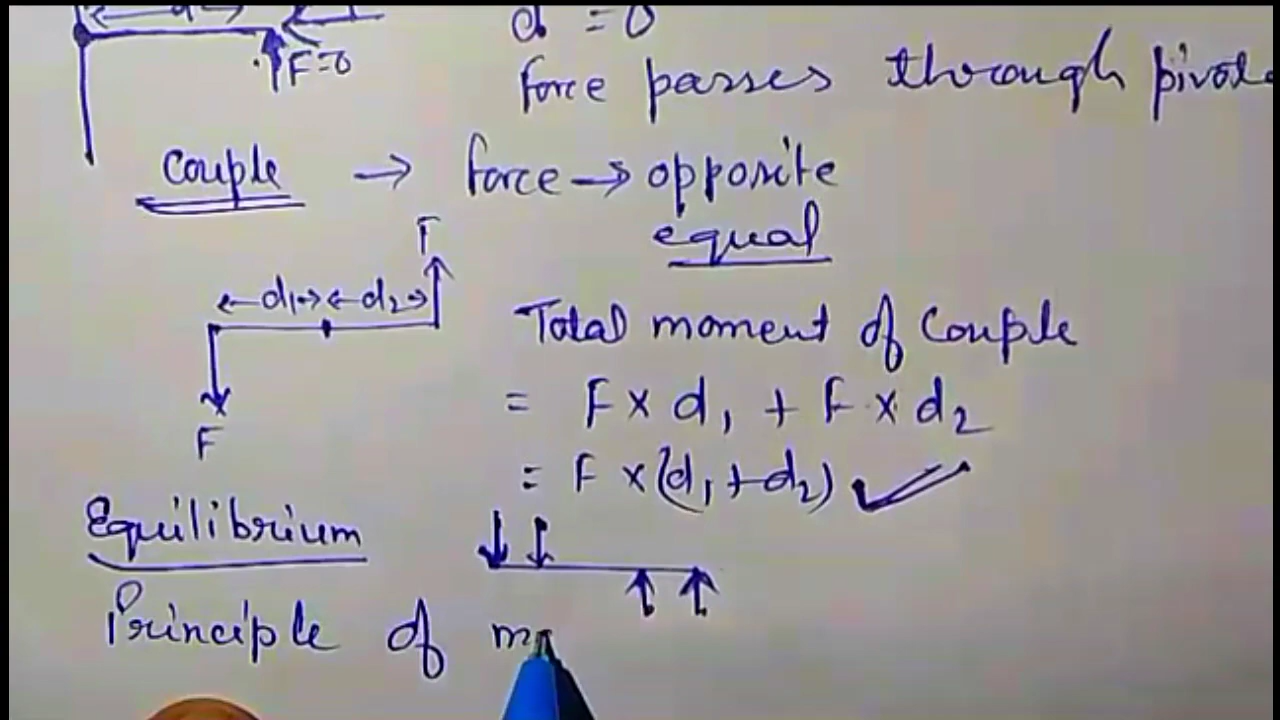 d = 0
F=0
force passes through pivot
Couple → force → opposite
equal
F
←d1→←d2→
Total moment of Couple
= F × d1 + F × d2
F
= F × (d1+d2) ✓
Equilibrium
Principle of m